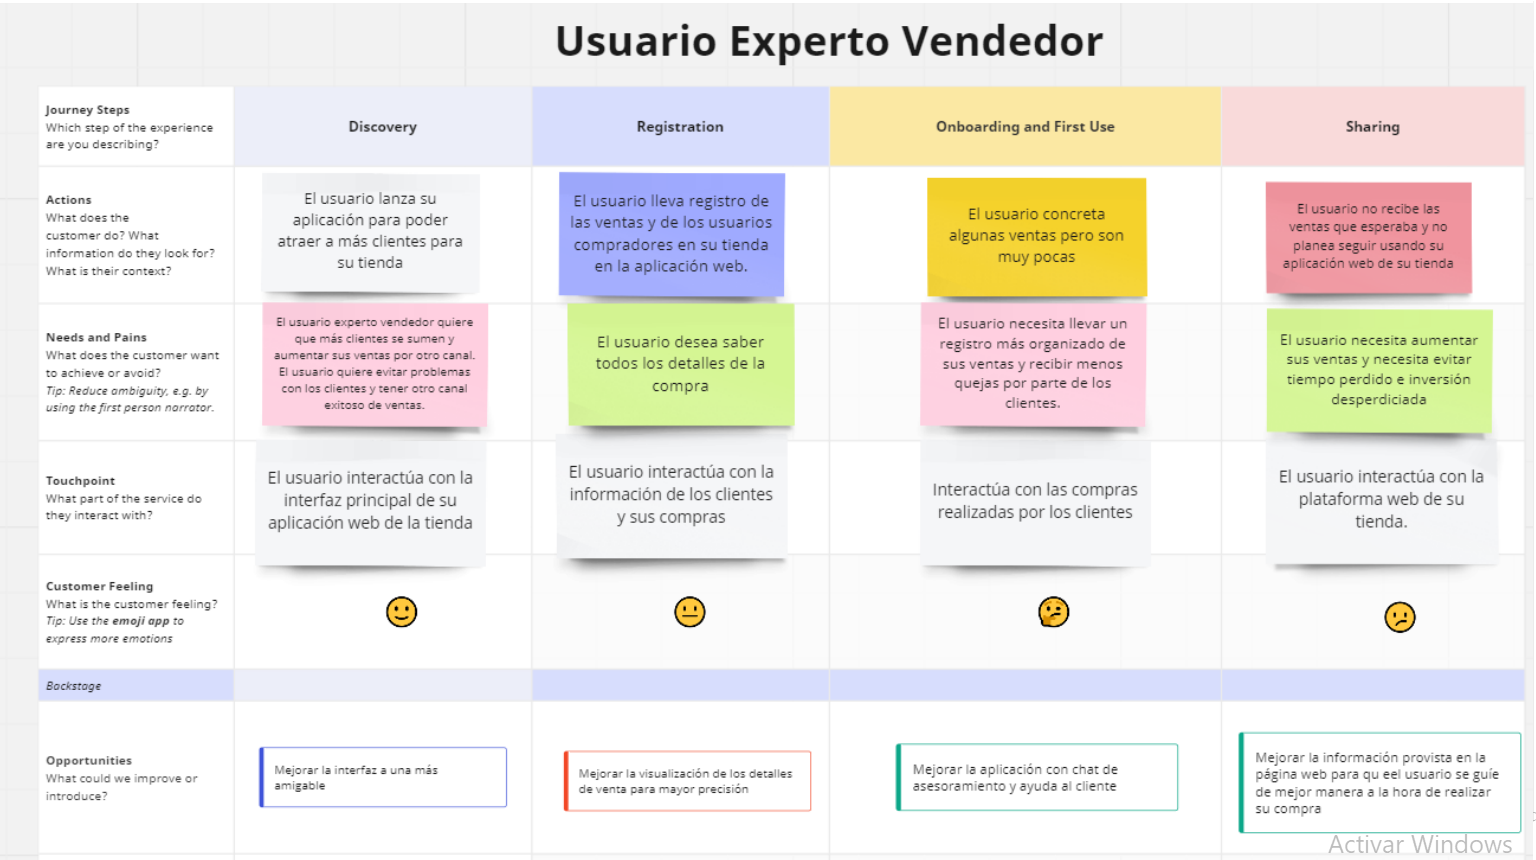 Usuario Experto Vendedor
Journey Steps
Which step of the experience
are you describing?
Discovery
Registration
Onboarding and First Use
Sharing
Actions
What does the
customer do? What
information do they look for?
What is their context?
El usuario lanza su
aplicación para poder
atraer a más clientes para
su tienda
El usuario lleva registro de
las ventas y de los usuarios
compradores en su tienda
en la aplicación web.
El usuario concreta
algunas ventas pero son
muy pocas
El usuario no recibe las
ventas que esperaba y no
planea seguir usando su
aplicación web de su tienda
Needs and Pains
What does the customer want
to achieve or avoid?
Tip: Reduce ambiguity, e.g. by
using the first person narrator.
El usuario experto vendedor quiere
que más clientes se sumen y
aumentar sus ventas por otro canal.
El usuario quiere evitar problemas
con los clientes y tener otro canal
exitoso de ventas.
El usuario desea saber
todos los detalles de la
compra
El usuario necesita llevar un
registro más organizado de
sus ventas y recibir menos
quejas por parte de los
clientes.
El usuario necesita aumentar
sus ventas y necesita evitar
tiempo perdido e inversión
desperdiciada
Touchpoint
What part of the service do
they interact with?
El usuario interactúa con la
interfaz principal de su
aplicación web de la tienda
El usuario interactúa con la
información de los clientes
y sus compras
Interactúa con las compras
realizadas por los clientes
El usuario interactúa con la
plataforma web de su
tienda.
Customer Feeling
What is the customer feeling?
Tip: Use the emoji app to
express more emotions
Backstage
Opportunities
What could we improve or
introduce?
Mejorar la interfaz a una más
amigable
Mejorar la visualización de los detalles
de venta para mayor precisión
Mejorar la aplicación con chat de
asesoramiento y ayuda al cliente
Mejorar la información provista en la
página web para qu eel usuario se guíe
de mejor manera a la hora de realizar
su compra
Activar Windows